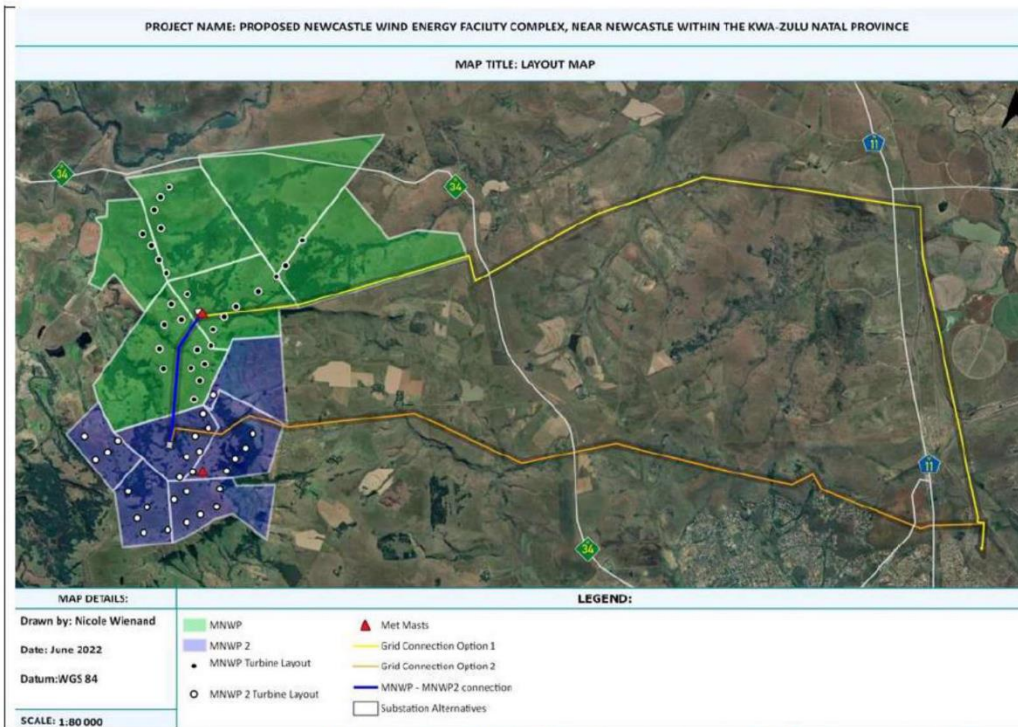 PROJECT NAME: PROPOSED NEWCASTLE WIND ENERGY FACILITY COMPLEX, NEAR NEWCASTLE WITHIN THE KWA-ZULU NATAL PROVINCE
MAP TITLE: LAYOUT MAP
11
34
34
11
34
MAP DETAILS:
Drawn by: Nicole Wienand
Date: June 2022
Datum:WGS 84
SCALE: 1:80 000
LEGEND:
MNWP
MNWP 2
MNWP Turbine Layout
MNWP 2 Turbine Layout
Met Masts
Grid Connection Option 1
Grid Connection Option 2
MNWP - MNWP2 connection
Substation Alternatives